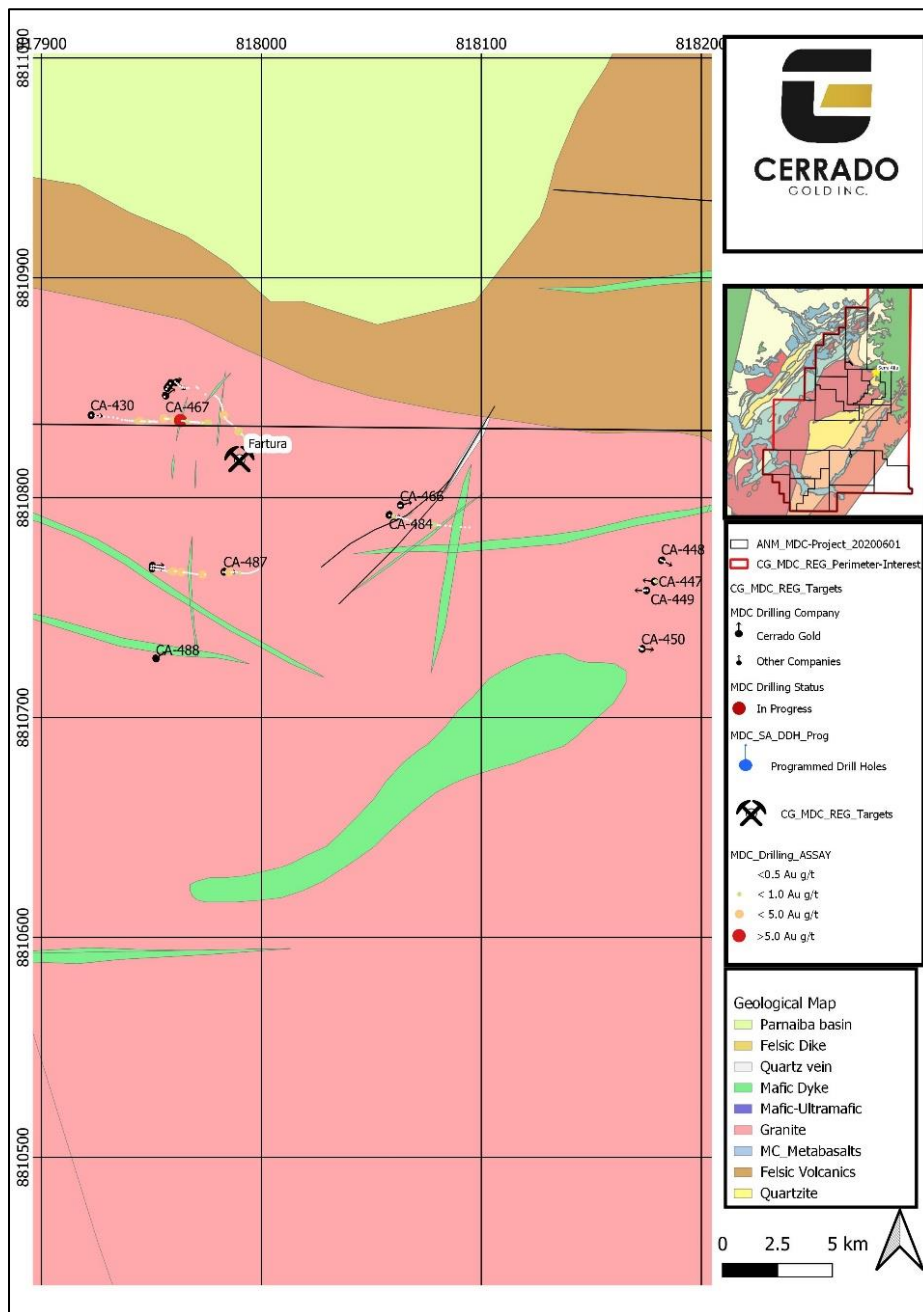 817900
818000
818100
818200
8811000
8810900
8810800
8810700
8810600
8810500
CA-430
CA-467
Fartura
CA-466
CA-484
CA-487
CA-488
CA-448
CA-447
CA-449
CA-450
CERRADO
GOLD INC.
ANM_MDC-Project_20200601
CG_MDC_REG_Perimeter-Interest
CG_MDC_REG_Targets
MDC Drilling Company
Cerrado Gold
Other Companies
MDC Drilling Status
In Progress
MDC_SA_DDH_Prog
Programmed Drill Holes
CG_MDC_REG_Targets
MDC_Drilling_ASSAY
<0.5 Au g/t
< 1.0 Au g/t
< 5.0 Au g/t
>5.0 Au g/t
Geological Map
Parnaiba basin
Felsic Dike
Quartz vein
Mafic Dyke
Mafic-Ultramafic
Granite
MC_Metabasalts
Felsic Volcanics
Quartzite
0 2.5 5 km